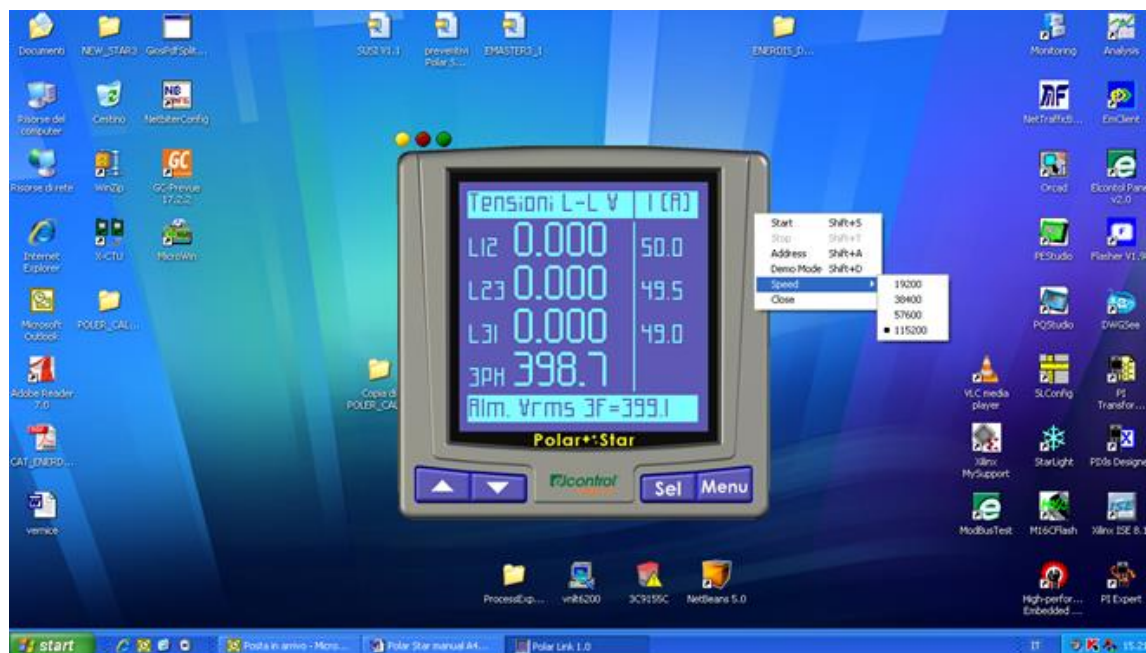 Documenti
NEW_STAR3
GiosPdfSplit...
SUSI V1.1
preventivi Polar S...
EMASTER3_1
ENERDIS_D...
Monitoring
Analysis
Risorse del computer
Cestino
NetbiterConfig
NetTrafficB...
EmClient
Risorse di rete
WinZip
GC-Prevue 17.2.2
Orcad
Elcontol Pane v2.0
Internet Explorer
X-CTU
MicroWin
PEStudio
Flasher V1.9
Microsoft Outlook
POLER_CAL...
PQStudio
DWGSee
Adobe Reader 7.0
Copia di POLER_CAL
VLC media player
SLConfig
PI Transfor...
CAT_ENERD...
Xilinx MySupport
StarLight
PIXls Designe
vernice
ModBusTest
M16CFlash
Xilinx ISE 8.1
ProcessExp...
vnlt6200
3C9155C
NetBeans 5.0
High-perfor... Embedded ...
PI Expert
Tensioni L-L V I [A]
L12 0.000 50.0
L23 0.000 49.5
L31 0.000 49.0
3PH 398.7
Alm. Vrms 3F=399.1
Polar Star
Elcontrol
Sel Menu
Start Shift+S
Stop Shift+T
Address Shift+A
Demo Mode Shift+D
Speed
Close
19200
38400
57600
115200
start
Posta in arrivo - Micro...
Polar Star manual A4...
Polar Link 1.0
IT